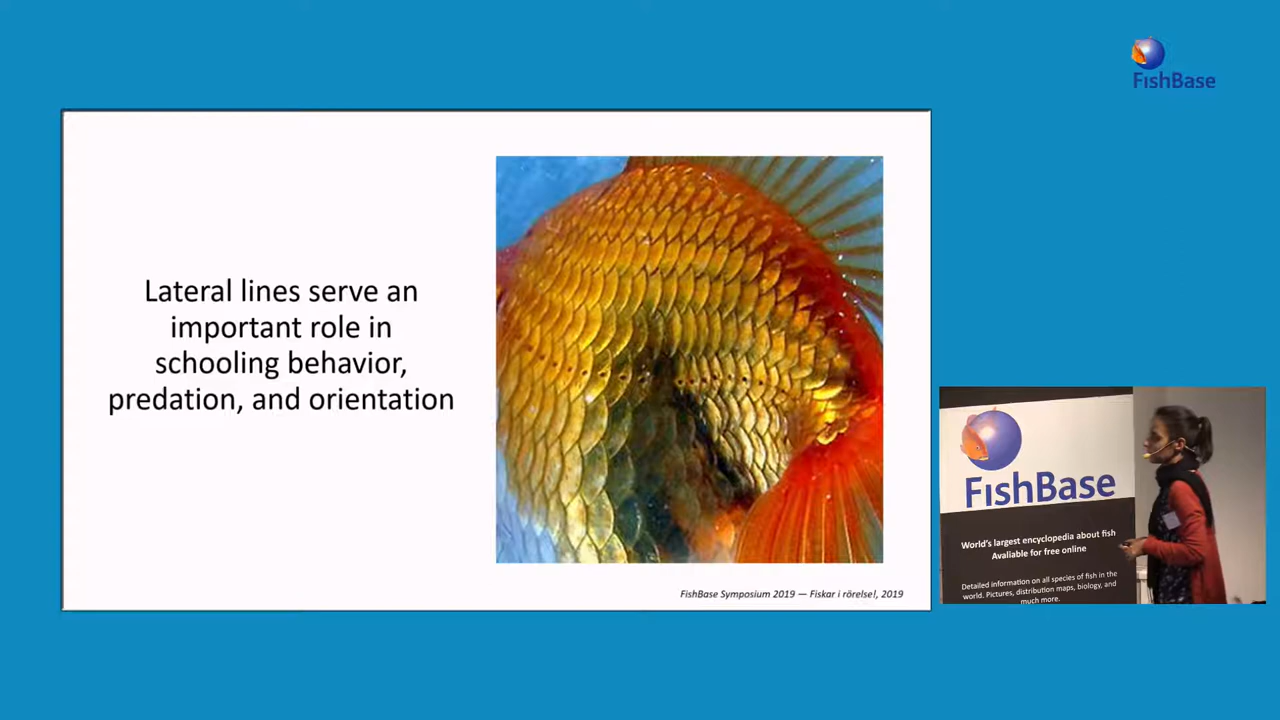 FishBase
Lateral lines serve an
important role in
schooling behavior,
predation, and orientation
FishBase Symposium 2019 — Fiskar i rörelse!, 2019
FishBase
World's largest encyclopedia about fish
Avaliable for free online
Detailed information on all species of fish in the
world. Pictures, distribution maps, biology, and
much more.